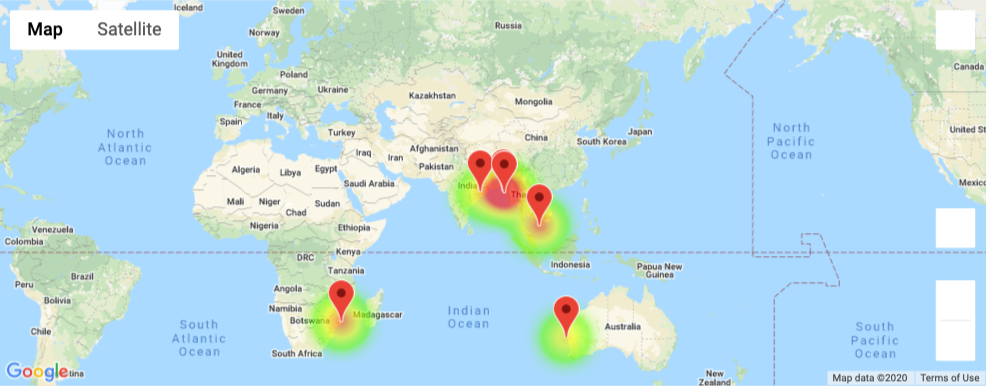 Map Satellite
Iceland
Sweden
Norway
Russia
United
Kingdom
Canada
Poland
Germany
Ukraine
France
Kazakhstan
Mongolia
Italy
Spain
Turkey
China
South Korea
Japan
United St
North
Atlantic
Ocean
North
Pacific
Ocean
Iraq
Iran
Afghanistan
Pakistan
Algeria
Libya
Egypt
Saudi Arabia
India
Tha
Mexico
Mali
Niger
Chad
Sudan
Nigeria
Ethiopia
Venezuela
Colombia
Kenya
DRC
Tanzania
Indonesia
Papua New
Guinea
Peru
Brazil
Bolivia
Angola
Namibia
Botswana
Madagascar
Indian
Ocean
Australia
Chile
South
Atlantic
Ocean
South
Pacific
Ocean
South Africa
Google
tina
New
Zealand
Map data ©2020 Terms of Use